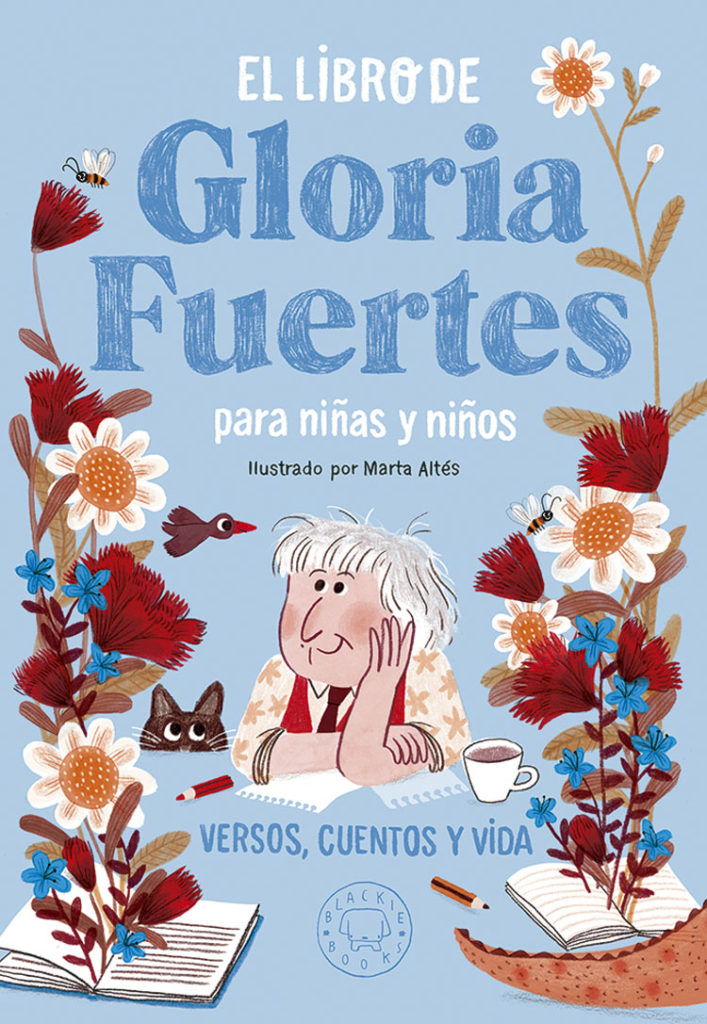 EL LIBRO DE
Gloria
Fuertes
para niñas y niños
Ilustrado por Marta Altés
VERSOS, CUENTOS Y VIDA
BLACKIE
BOOKS